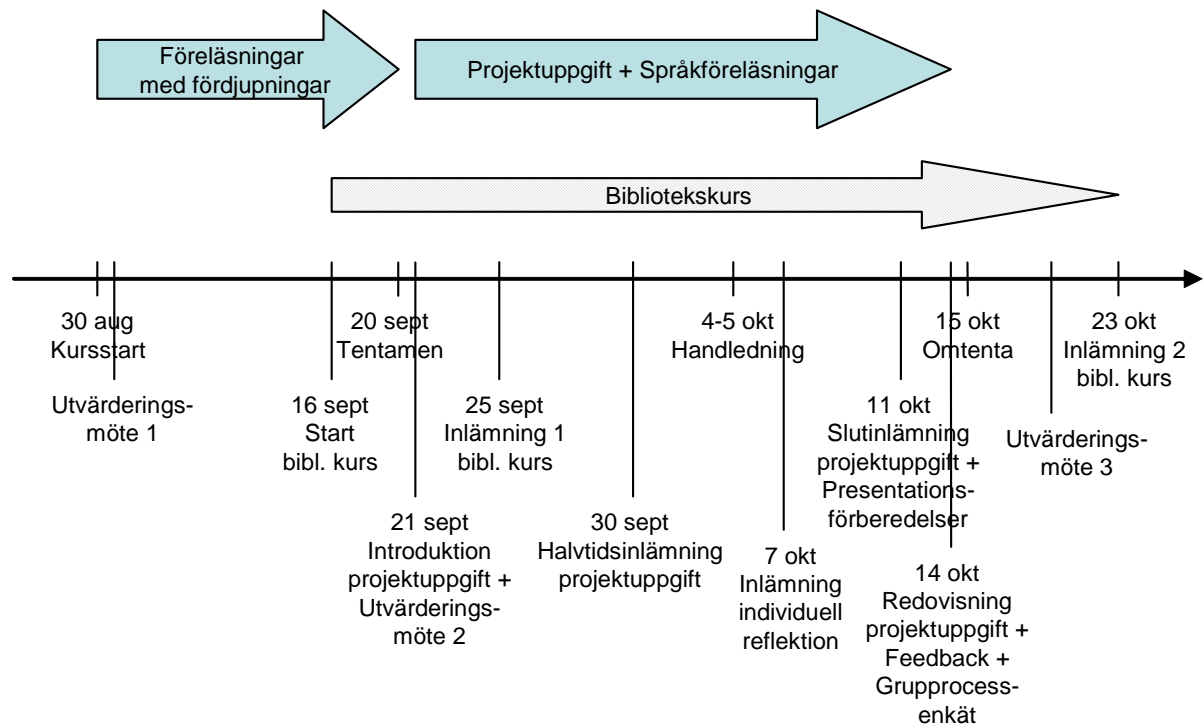 Föreläsningar
med fördjupningar
Projektuppgift + Språkföreläsningar
Bibliotekskurs
30 aug
Kursstart
Utvärderings-
möte 1
16 sept
Start
bibl. kurs
20 sept
Tentamen
21 sept
Introduktion
projektuppgift +
Utvärderings-
möte 2
25 sept
Inlämning 1
bibl. kurs
30 sept
Halvtidsinlämning
projektuppgift
4-5 okt
Handledning
7 okt
Inlämning
individuell
reflektion
11 okt
Slutinlämning
projektuppgift +
Presentations-
förberedelser
14 okt
Redovisning
projektuppgift +
Feedback +
Grupprocess-
enkät
15 okt
Omtenta
Utvärderings-
möte 3
23 okt
Inlämning 2
bibl. kurs